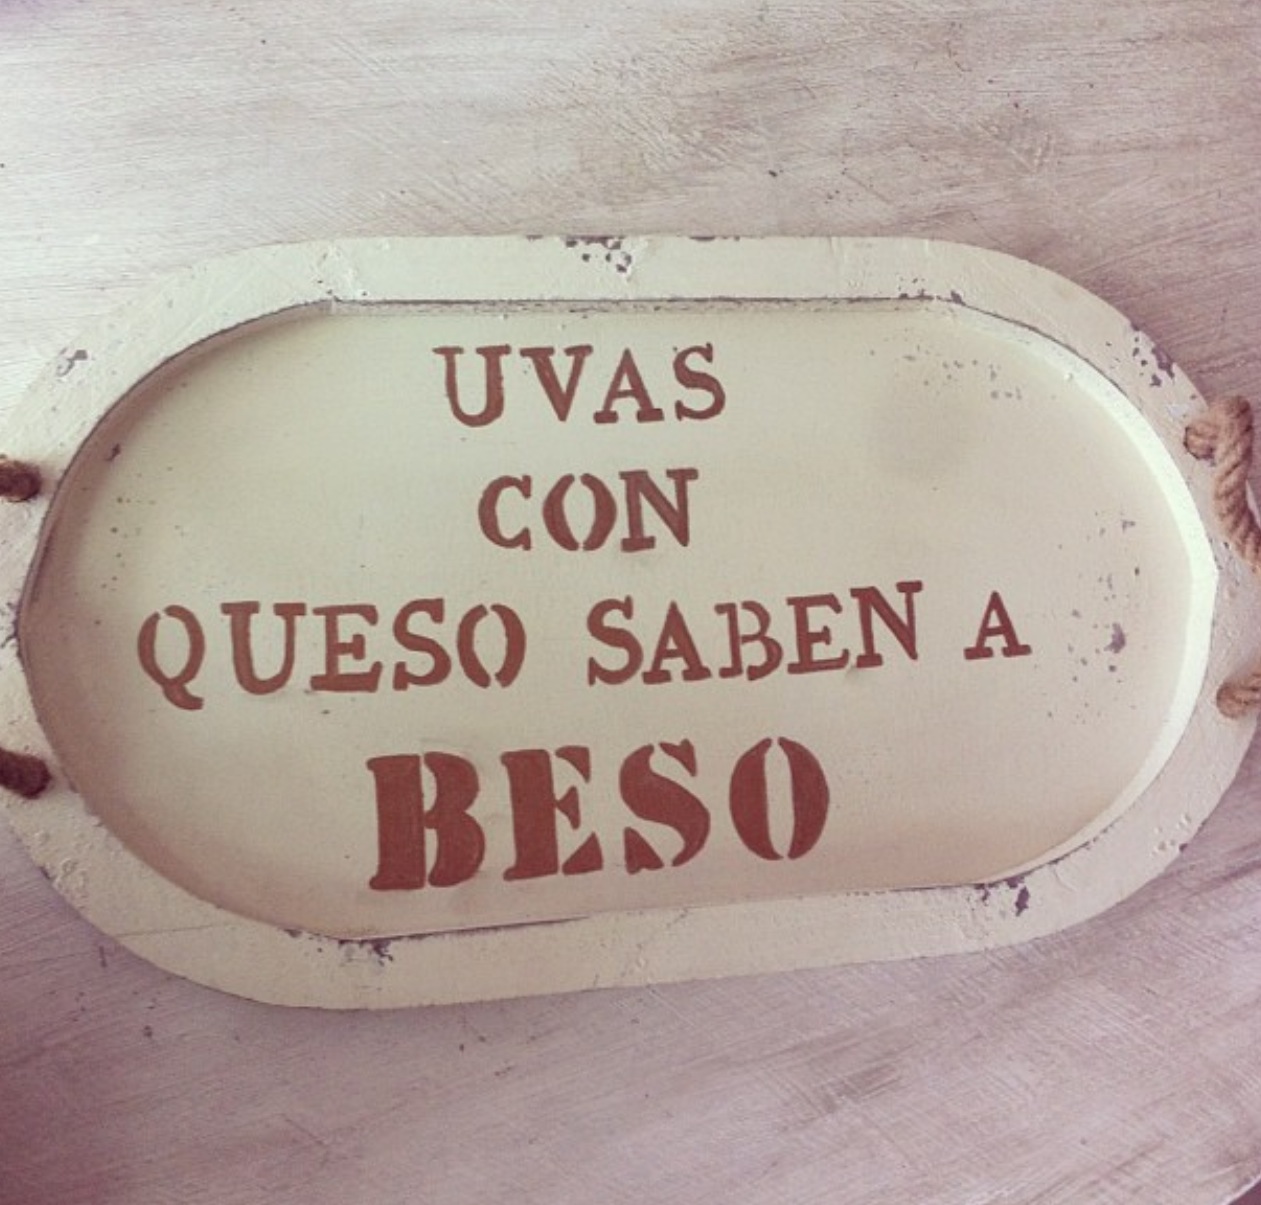 UVAS
CON
QUESO SABEN A
BESO